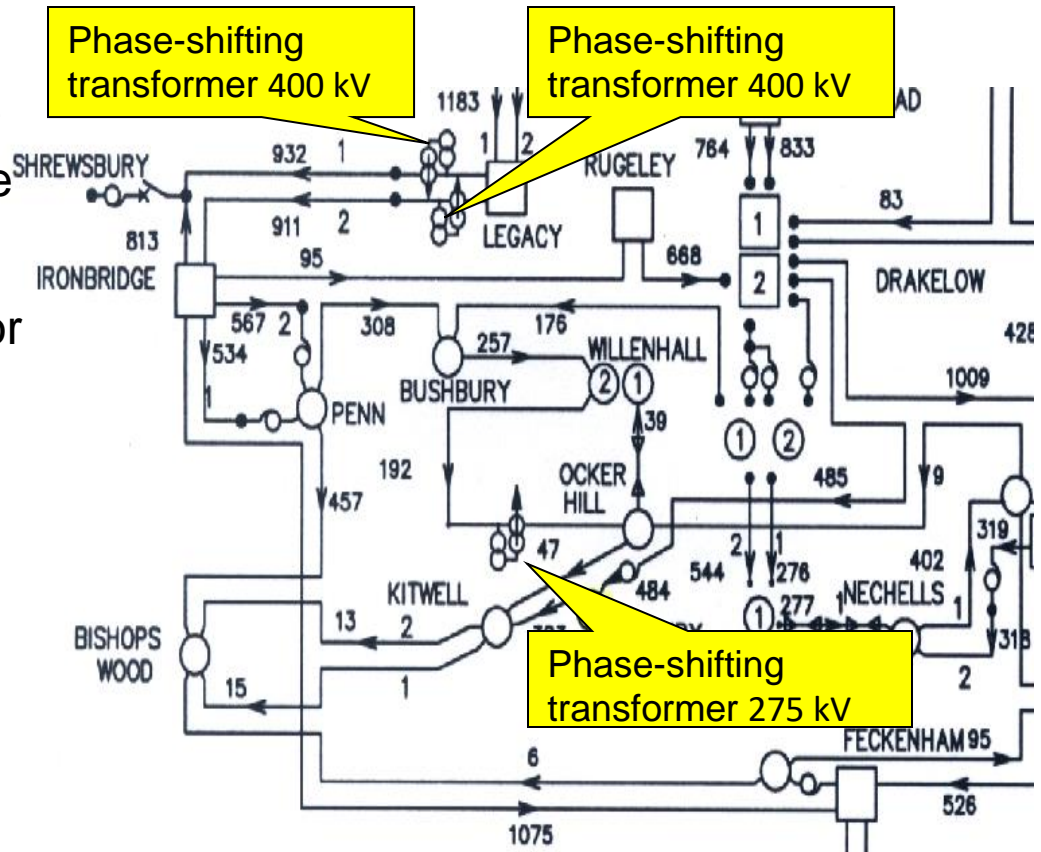 Phase-shifting
transformer 400 kV
Phase-shifting
transformer 400 kV
1183
1
2
AD
932
1
SHREWSBURY
e
RUGELEY
764
833
83
1
911
2
LEGACY
813
95
668
IRONBRIDGE
2
DRAKELOW
or
567
2
308
176
428
534
257
WILLENHALL
2
1
1009
BUSHBURY
1
PENN
39
1
2
192
OCKER
HILL
485
9
457
319
47
2
1
402
544
276
KITWELL
484
NECHELLS
1
277
1
1
13
2
318
BISHOPS
WOOD
Phase-shifting
transformer 275 kV
2
15
1
FECKENHAM
95
6
526
1075